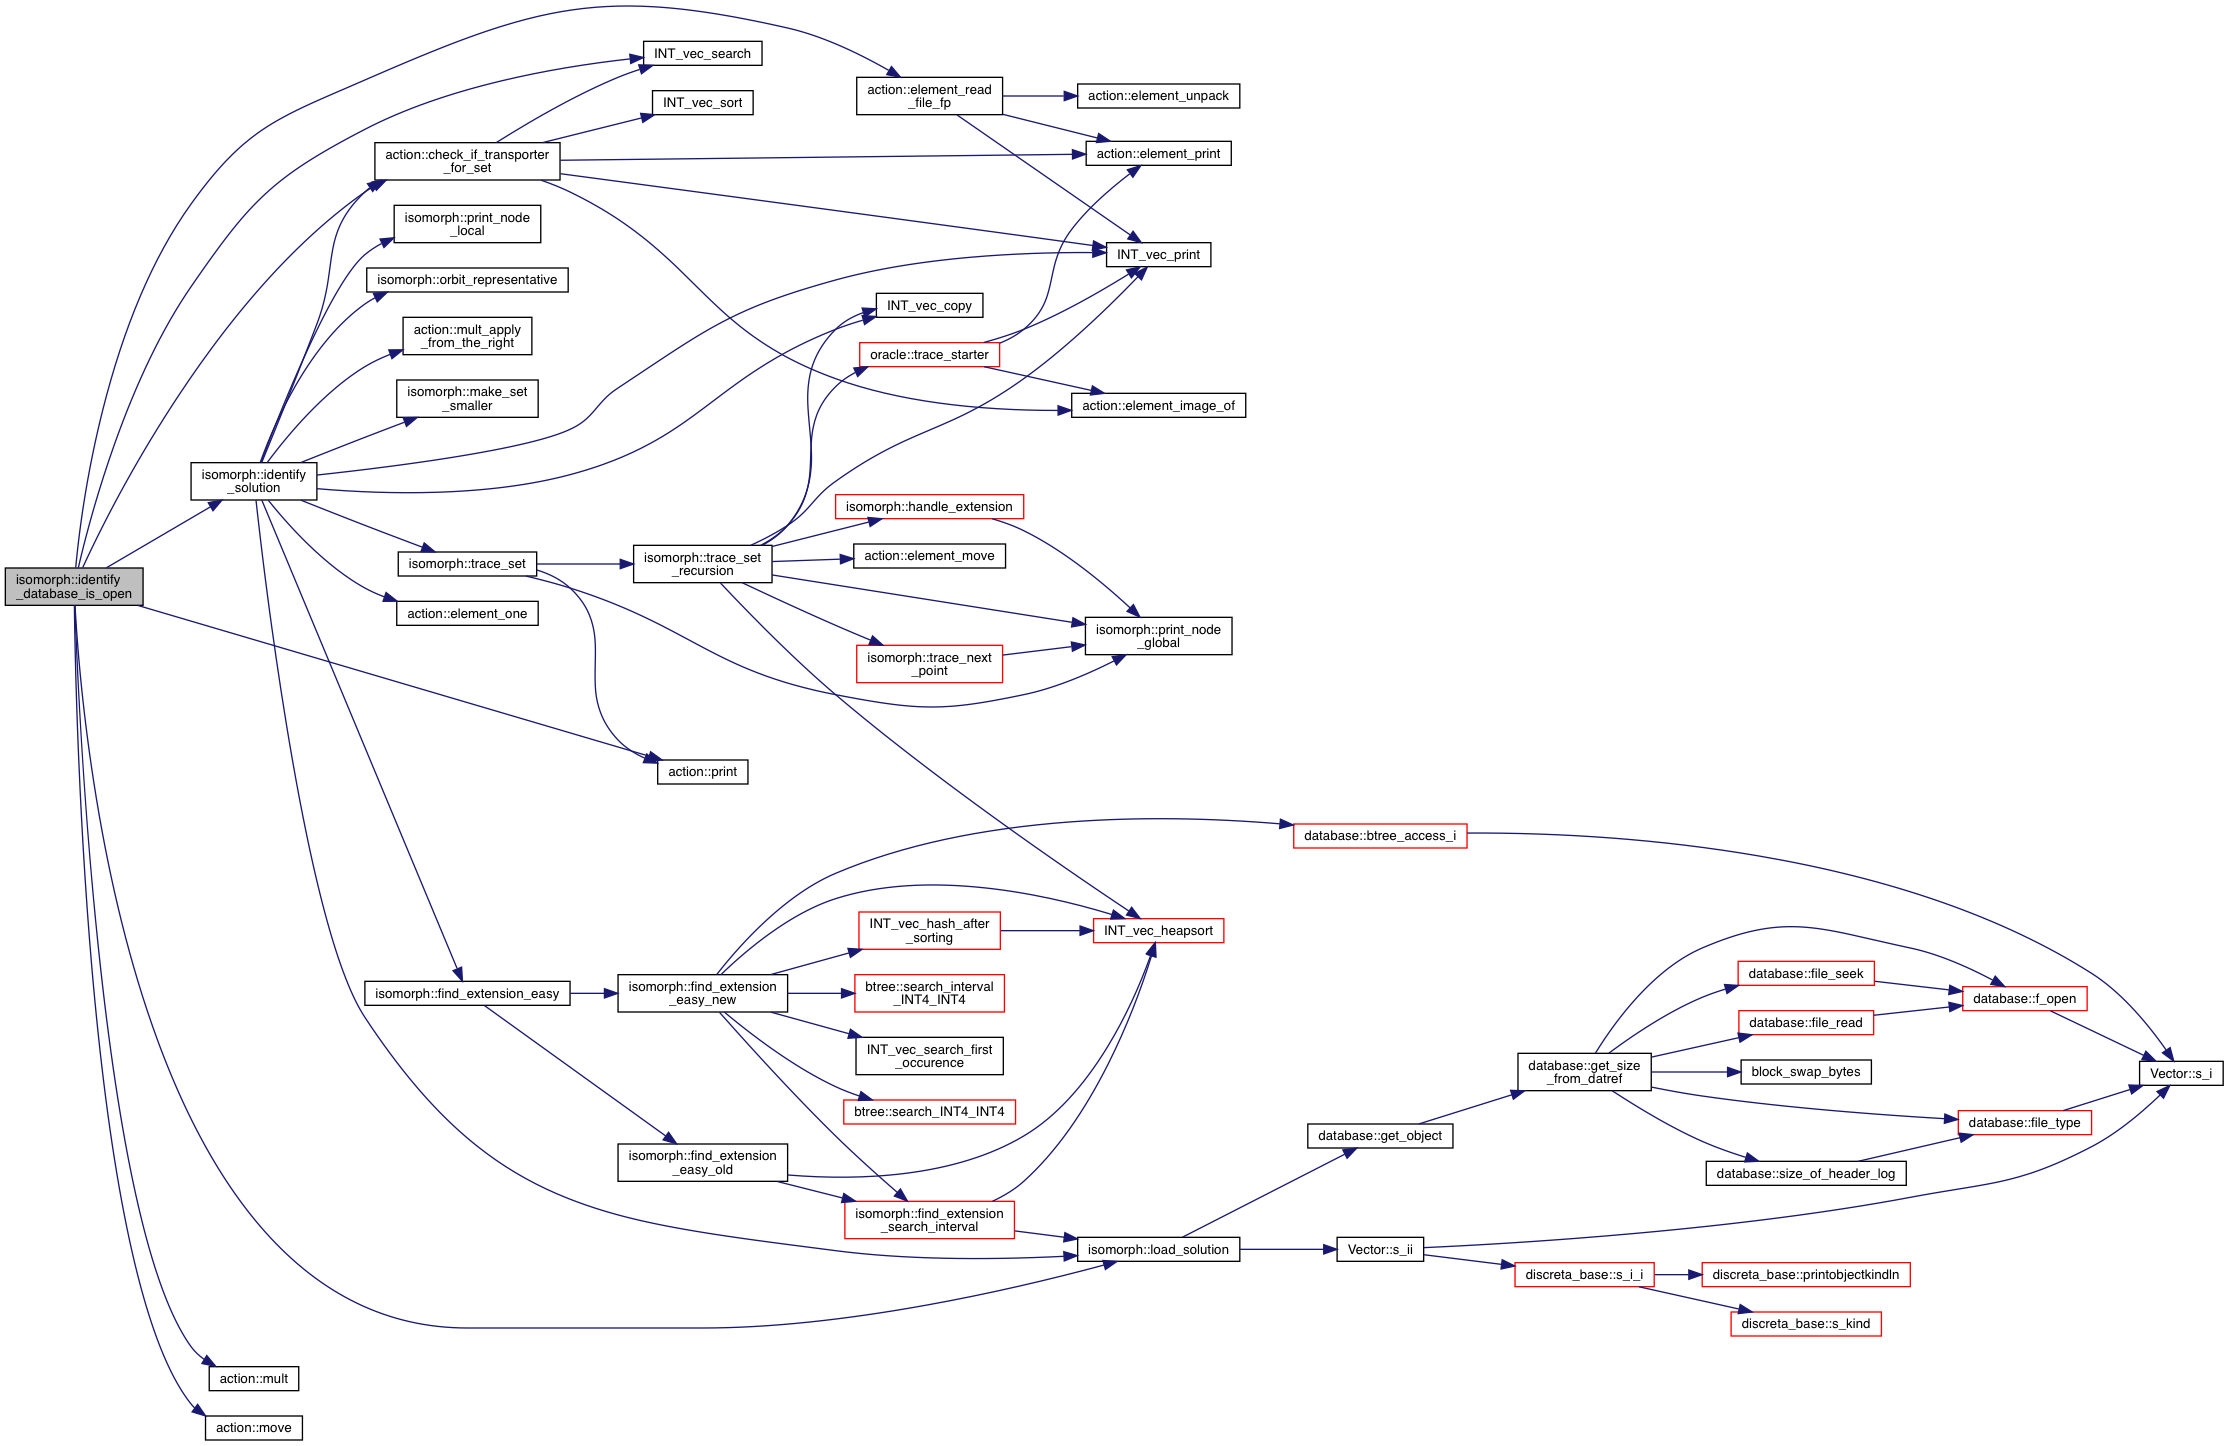 isomorph::identify
_database_is_open
isomorph::identify
_solution
action::mult
action::move
action::check_if_transporter
_for_set
isomorph::print_node
_local
isomorph::orbit_representative
action::mult_apply
_from_the_right
isomorph::make_set
_smaller
isomorph::trace_set
action::element_one
isomorph::find_extension_easy
INT_vec_search
INT_vec_sort
isomorph::trace_set
_recursion
action::print
isomorph::find_extension
_easy_new
isomorph::find_extension
_easy_old
action::element_read
_file_fp
INT_vec_copy
oracle::trace_starter
isomorph::handle_extension
action::element_move
isomorph::trace_next
_point
INT_vec_hash_after
_sorting
btree::search_interval
_INT4_INT4
INT_vec_search_first
_occurence
btree::search_INT4_INT4
isomorph::find_extension
_search_interval
action::element_unpack
action::element_print
INT_vec_print
action::element_image_of
isomorph::print_node
_global
INT_vec_heapsort
isomorph::load_solution
database::btree_access_i
database::get_object
Vector::s_ii
database::get_size
_from_datref
discreta_base::s_i_i
database::file_seek
database::file_read
block_swap_bytes
database::size_of_header_log
discreta_base::printobjectkindln
discreta_base::s_kind
database::f_open
database::file_type
Vector::s_i